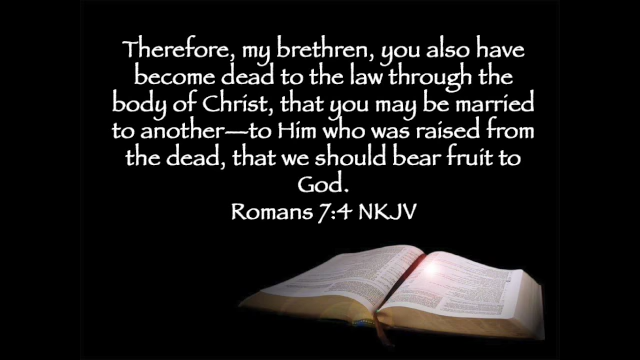 Therefore, my brethren, you also have
become dead to the law through the
body of Christ, that you may be married
to another—to Him who was raised from
the dead, that we should bear fruit to
God.
Romans 7:4 NKJV